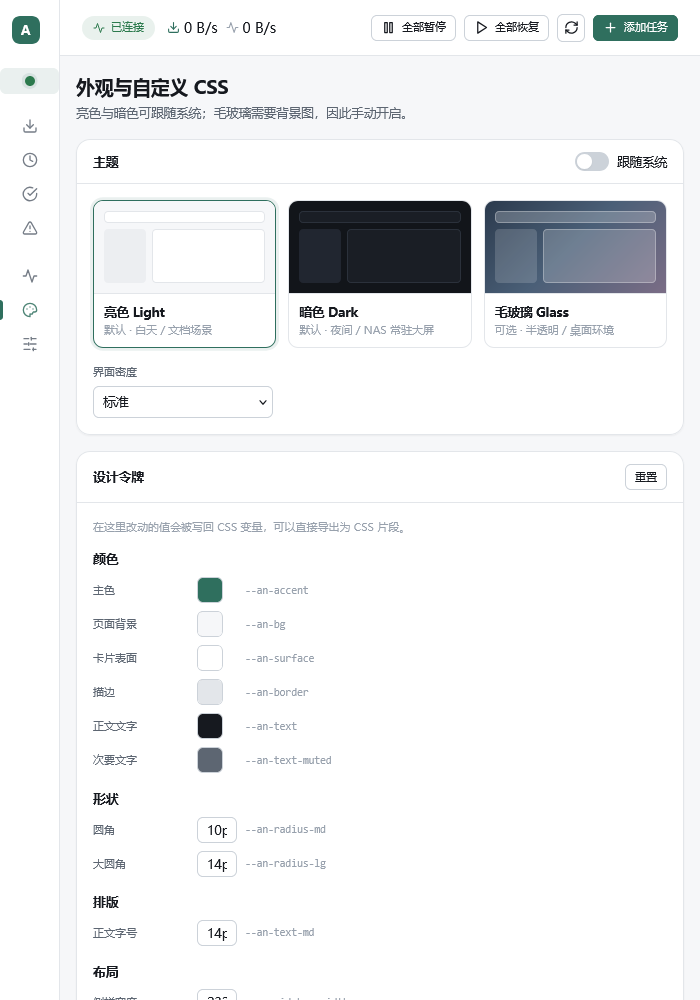 A
已连接
0 B/s
0 B/s
全部暂停
全部恢复
添加任务
外观与自定义 CSS
亮色与暗色可跟随系统；毛玻璃需要背景图，因此手动开启。
主题
跟随系统
亮色 Light
默认 · 白天 / 文档场景
暗色 Dark
默认 · 夜间 / NAS 常驻大屏
毛玻璃 Glass
可选 · 半透明 / 桌面环境
界面密度
标准
设计令牌
重置
在这里改动的值会被写回 CSS 变量，可以直接导出为 CSS 片段。
颜色
主色
--an-accent
页面背景
--an-bg
卡片表面
--an-surface
描边
--an-border
正文文字
--an-text
次要文字
--an-text-muted
形状
圆角
10p
--an-radius-md
大圆角
14p
--an-radius-lg
排版
正文字号
14p
--an-text-md
布局